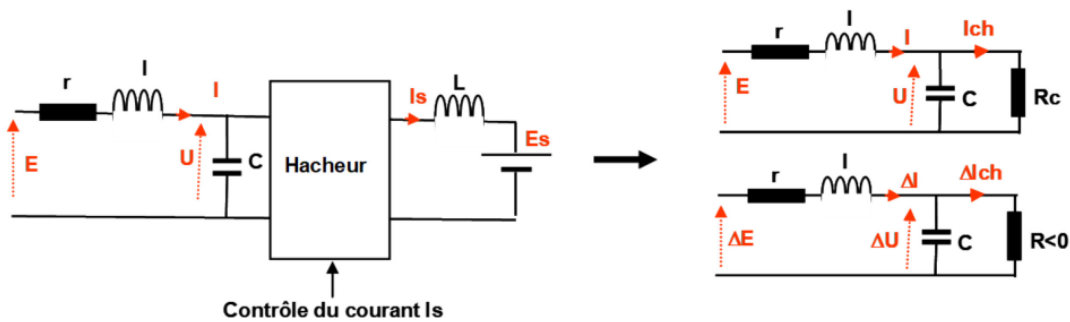 r l I L
Is
E U C Hacheur Es
Contrôle du courant Is
r l I Ich
E U C Rc
r l ΔI ΔIch
ΔE ΔU C R<0